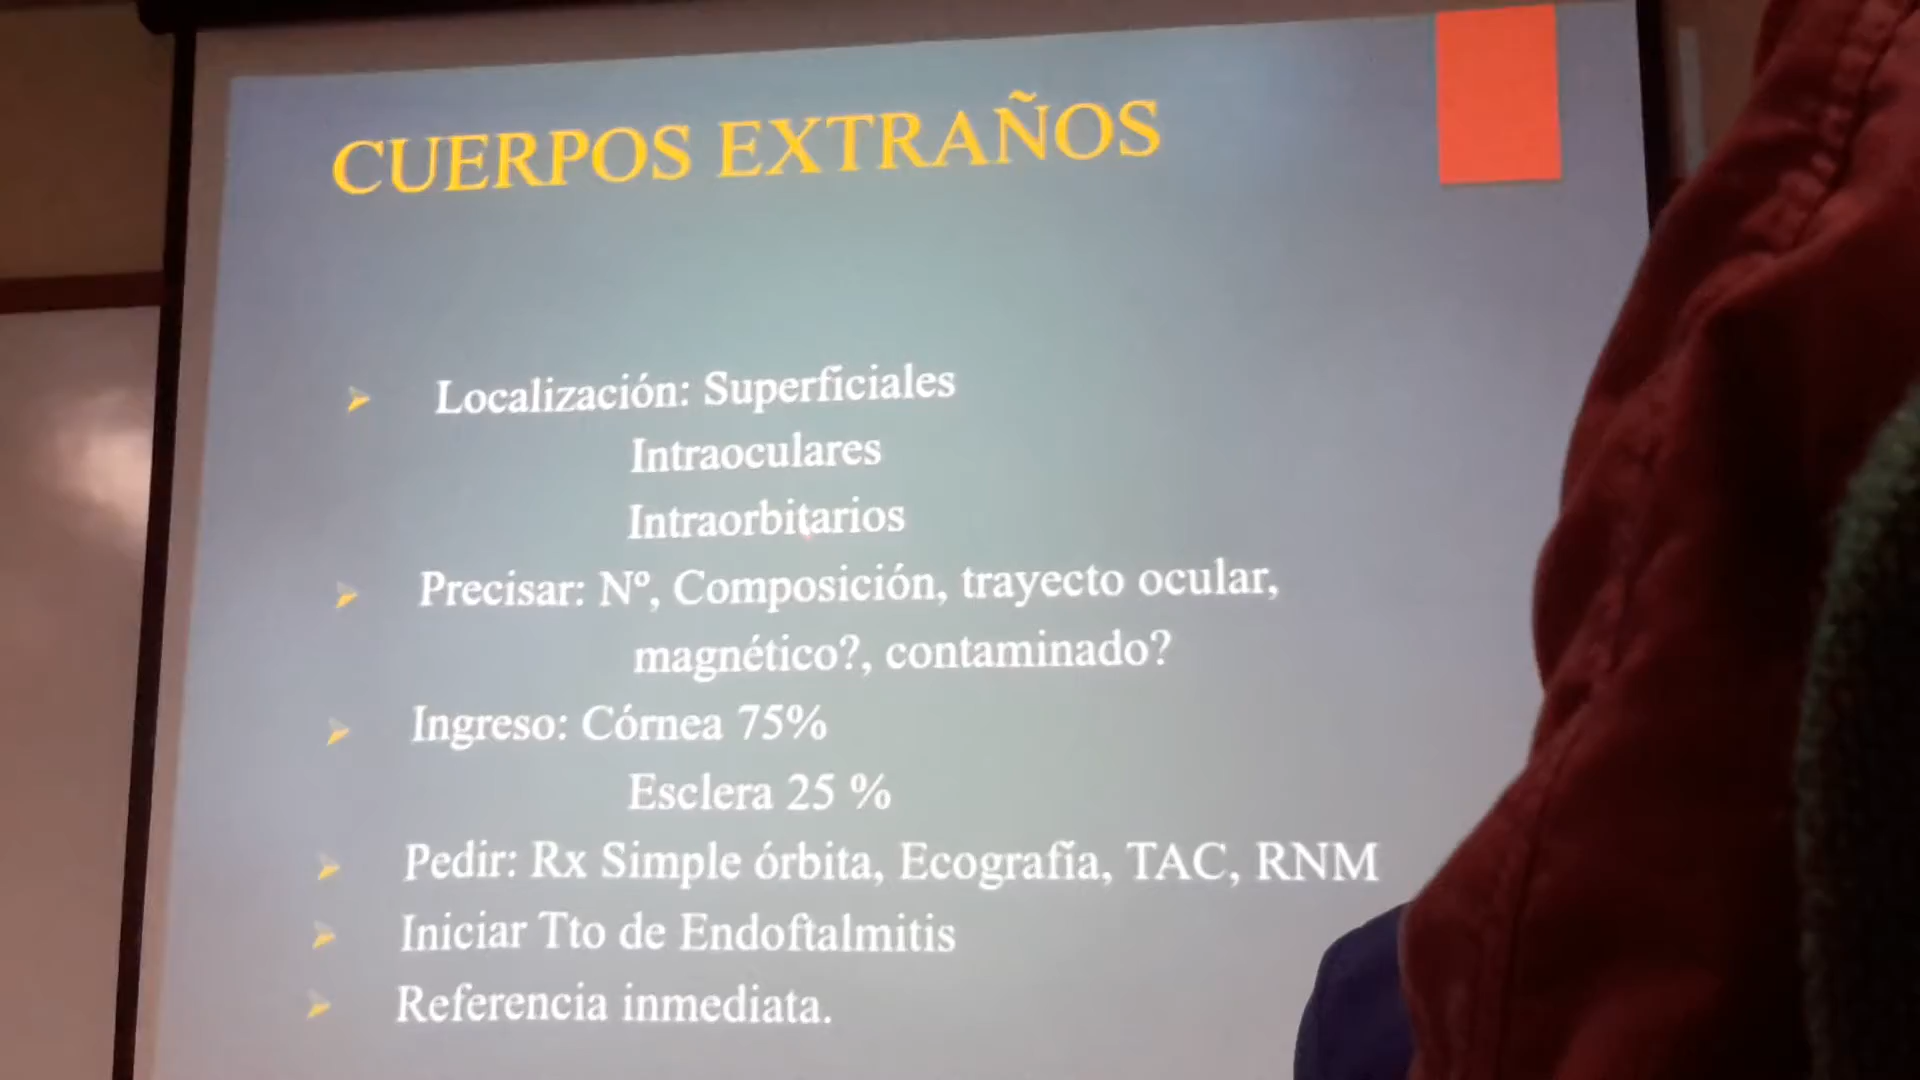 CUERPOS EXTRAÑOS
Localización: Superficiales
Intraoculares
Intraorbitarios
Precisar: Nº, Composición, trayecto ocular,
magnético?, contaminado?
Ingreso: Córnea 75%
Esclera 25 %
Pedir: Rx Simple órbita, Ecografía, TAC, RNM
Iniciar Tto de Endoftalmitis
Referencia inmediata.